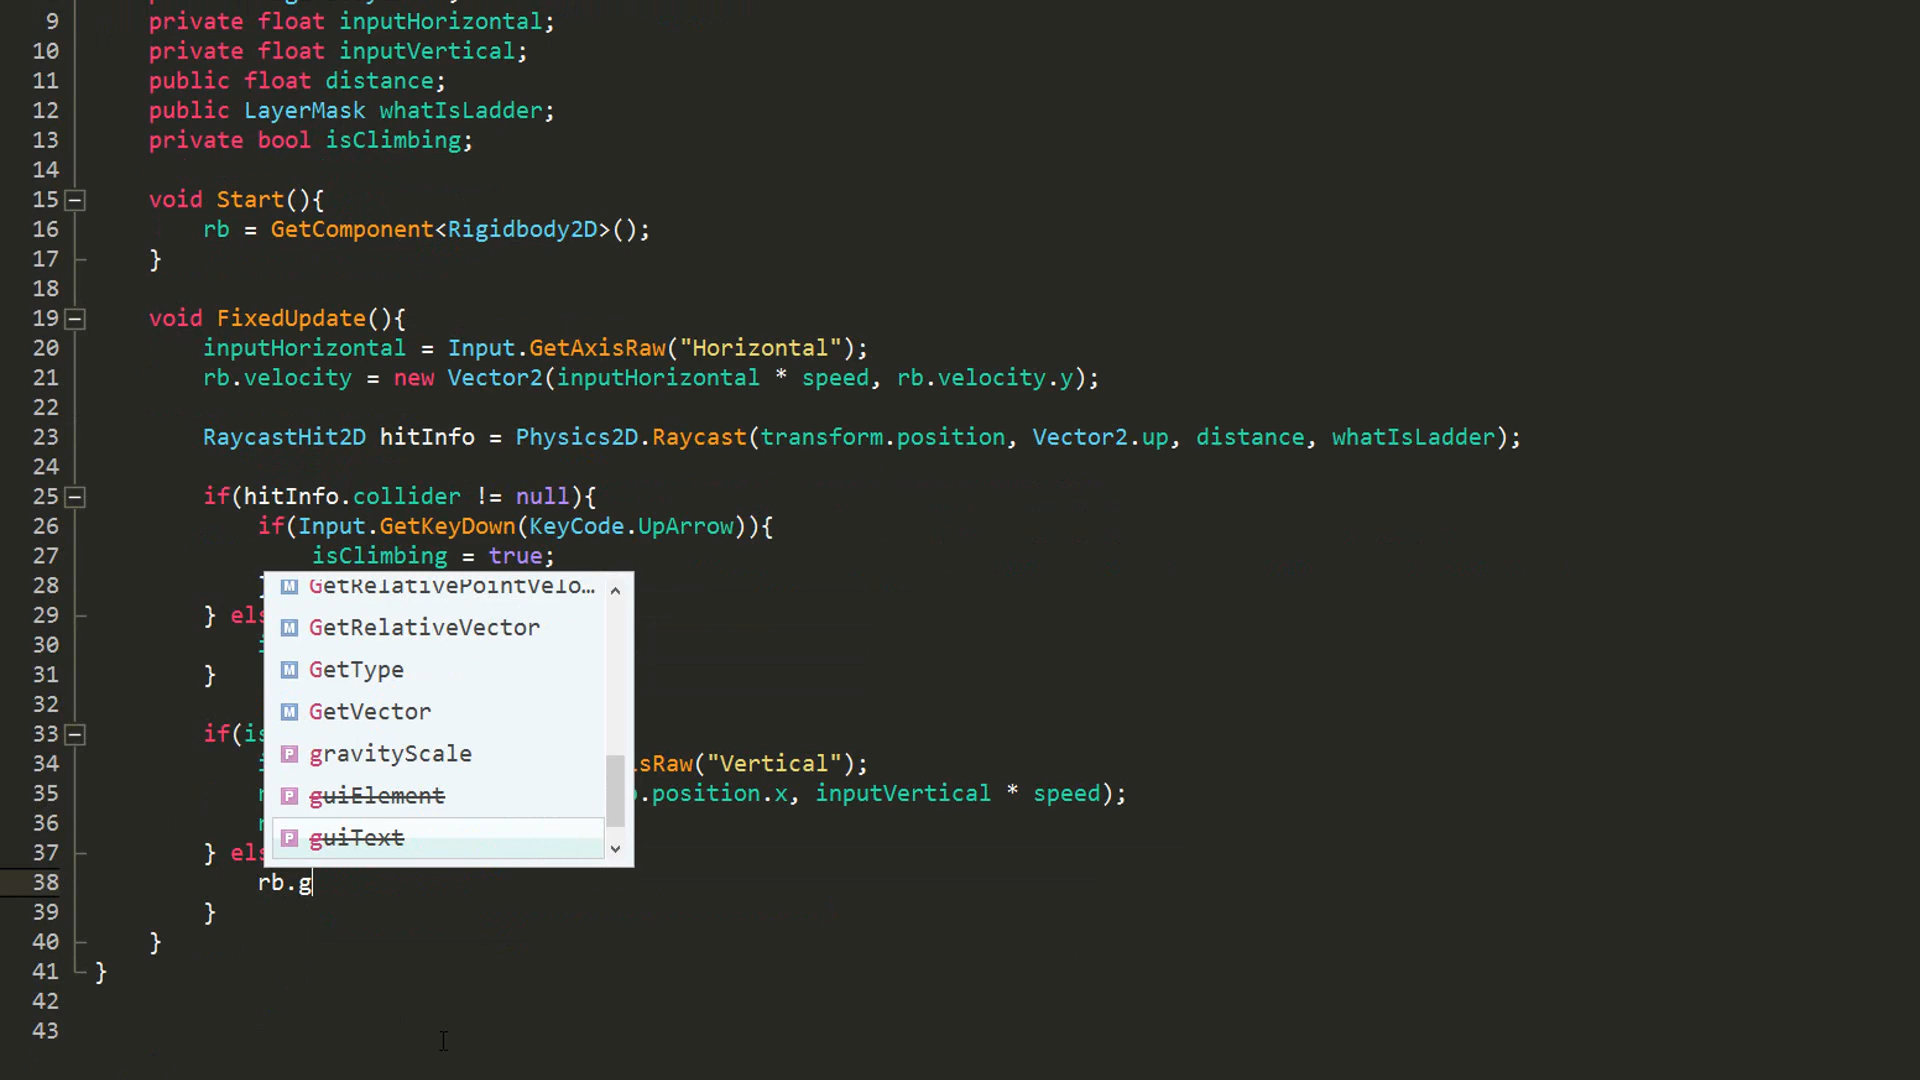 9 private float inputHorizontal;
10 private float inputVertical;
11 public float distance;
12 public LayerMask whatIsLadder;
13 private bool isClimbing;
14
15 void Start(){
16 rb = GetComponent<Rigidbody2D>();
17 }
18
19 void FixedUpdate(){
20 inputHorizontal = Input.GetAxisRaw("Horizontal");
21 rb.velocity = new Vector2(inputHorizontal * speed, rb.velocity.y);
22
23 RaycastHit2D hitInfo = Physics2D.Raycast(transform.position, Vector2.up, distance, whatIsLadder);
24
25 if(hitInfo.collider != null){
26 if(Input.GetKeyDown(KeyCode.UpArrow)){
27 isClimbing = true;
28
GetRelativePointVelo...
29 } els
GetRelativeVector
30
31 }
GetType
32
GetVector
33 if(is
gravityScale
34 sRaw("Vertical");
35 .position.x, inputVertical * speed);
guiElement
36
guiText
37 } els
38 rb.g
39 }
40 }
41 }
42
43